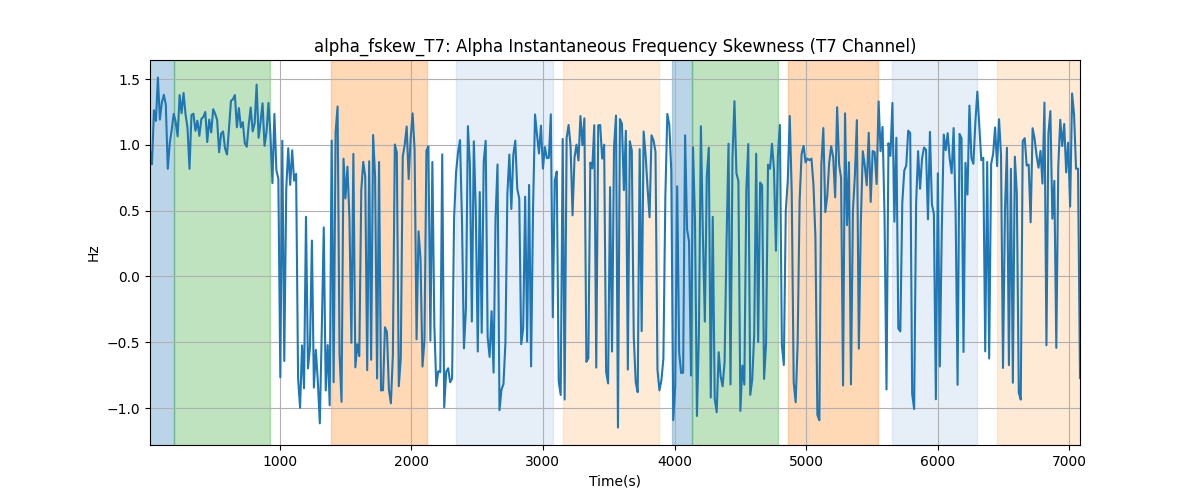 alpha_fskew_T7: Alpha Instantaneous Frequency Skewness (T7 Channel)
1.5
1.0
0.5
0.0
−0.5
−1.0
Hz
1000 2000 3000 4000 5000 6000 7000
Time(s)